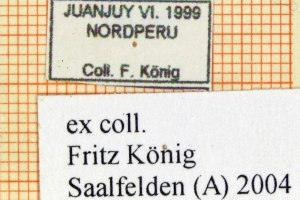 JUANJUY VI. 1999
NORDPERU
Coll. F. König
ex coll.
Fritz König
Saalfelden (A) 2004